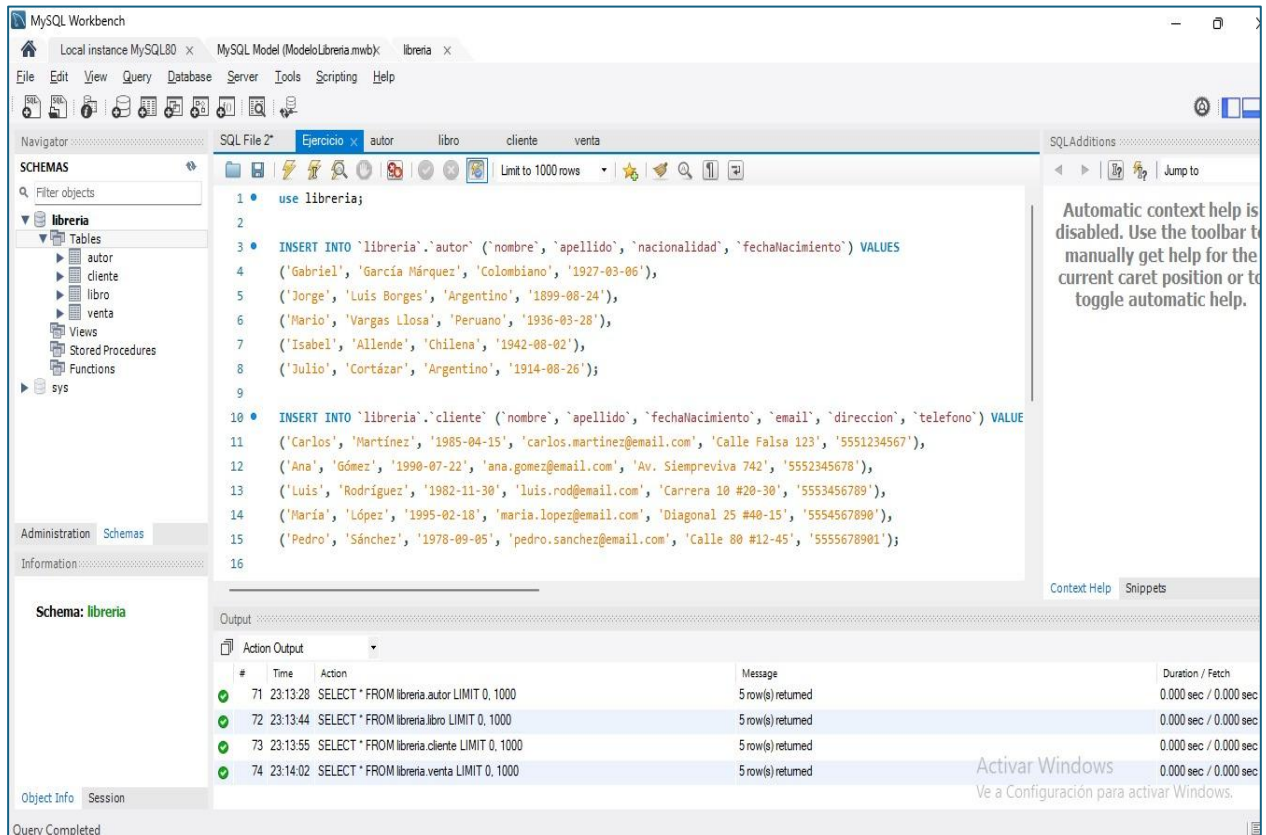 MySQL Workbench
Local instance MySQL80 MySQL Model (ModeloLibreria.mwb) libreria
File Edit View Query Database Server Tools Scripting Help
Navigator
SCHEMAS
Filter objects
libreria
Tables
autor
cliente
libro
venta
Views
Stored Procedures
Functions
sys
Administration Schemas
Information
Schema: libreria
Object Info Session
SQL File 2* Ejercicio autor libro cliente venta
Limit to 1000 rows
1 use libreria;
2
3 INSERT INTO `libreria`.`autor` (`nombre`, `apellido`, `nacionalidad`, `fechaNacimiento`) VALUES
4 ('Gabriel', 'García Márquez', 'Colombiano', '1927-03-06'),
5 ('Jorge', 'Luis Borges', 'Argentino', '1899-08-24'),
6 ('Mario', 'Vargas Llosa', 'Peruano', '1936-03-28'),
7 ('Isabel', 'Allende', 'Chilena', '1942-08-02'),
8 ('Julio', 'Cortázar', 'Argentino', '1914-08-26');
9
10 INSERT INTO `libreria`.`cliente` (`nombre`, `apellido`, `fechaNacimiento`, `email`, `direccion`, `telefono`) VALUE
11 ('Carlos', 'Martínez', '1985-04-15', 'carlos.martinez@email.com', 'Calle Falsa 123', '5551234567'),
12 ('Ana', 'Gómez', '1990-07-22', 'ana.gomez@email.com', 'Av. Siempreviva 742', '5552345678'),
13 ('Luis', 'Rodríguez', '1982-11-30', 'luis.rod@email.com', 'Carrera 10 #20-30', '5553456789'),
14 ('María', 'López', '1995-02-18', 'maria.lopez@email.com', 'Diagonal 25 #40-15', '5554567890'),
15 ('Pedro', 'Sánchez', '1978-09-05', 'pedro.sanchez@email.com', 'Calle 80 #12-45', '5555678901');
16
SQLAdditions
Jump to
Automatic context help is
disabled. Use the toolbar to
manually get help for the
current caret position or to
toggle automatic help.
Context Help Snippets
Output
Action Output
# Time Action Message Duration / Fetch
71 23:13:28 SELECT * FROM libreria.autor LIMIT 0, 1000 5 row(s) returned 0.000 sec / 0.000 sec
72 23:13:44 SELECT * FROM libreria.libro LIMIT 0, 1000 5 row(s) returned 0.000 sec / 0.000 sec
73 23:13:55 SELECT * FROM libreria.cliente LIMIT 0, 1000 5 row(s) returned 0.000 sec / 0.000 sec
74 23:14:02 SELECT * FROM libreria.venta LIMIT 0, 1000 5 row(s) returned 0.000 sec / 0.000 sec
Activar Windows
Ve a Configuración para activar Windows.
Query Completed